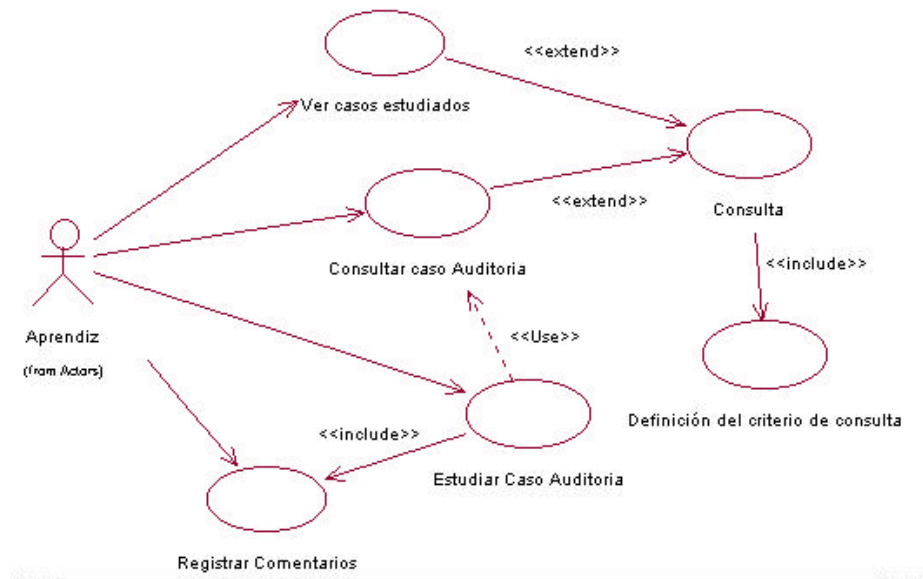 <<extend>>
Ver casos estudiados
<<extend>>
Consulta
Consultar caso Auditoria
<<include>>
<<Use>>
Aprendiz
(from Actors)
Definición del criterio de consulta
<<include>>
Estudiar Caso Auditoria
Registrar Comentarios